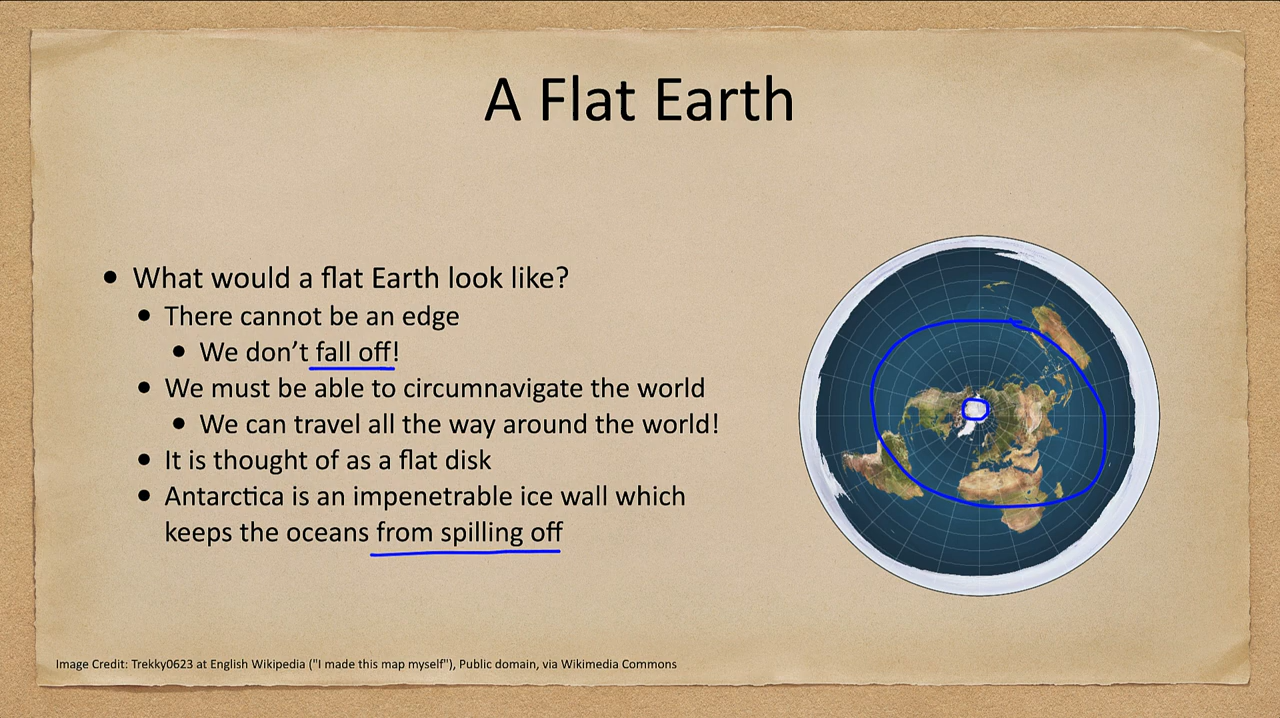 A Flat Earth
• What would a flat Earth look like?
• There cannot be an edge
• We don’t fall off!
• We must be able to circumnavigate the world
• We can travel all the way around the world!
• It is thought of as a flat disk
• Antarctica is an impenetrable ice wall which
keeps the oceans from spilling off
Image Credit: Trekky0623 at English Wikipedia ("I made this map myself"), Public domain, via Wikimedia Commons